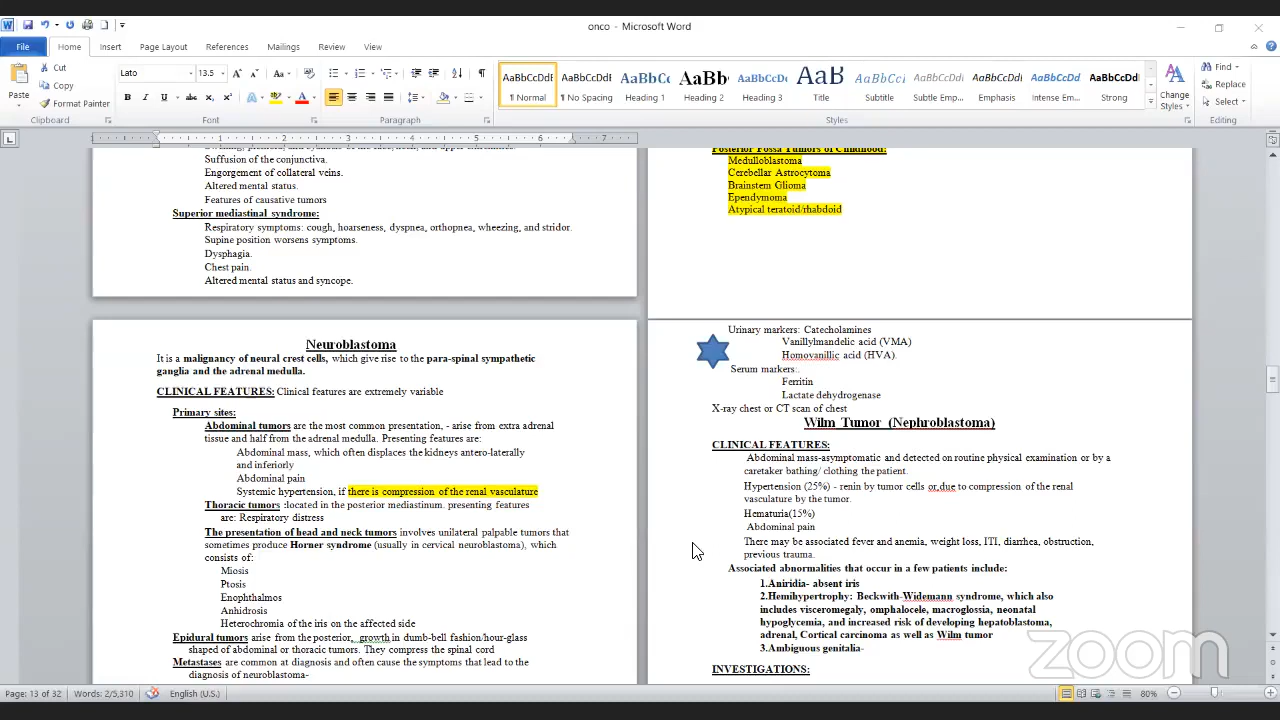 onco - Microsoft Word
File Home Insert Page Layout References Mailings Review View
Paste
Cut
Copy
Format Painter
Clipboard
Lato 13.5
Font
Paragraph
AaBbCcDdE AaBbCcDdE AaBbCc AaBb AaBbCcDdI AaB AaBbCcl AaBbCcDdI AaBbCcDdE AaBbCcDdI AaBbCcDdE
¶ Normal ¶ No Spacing Heading 1 Heading 2 Heading 3 Title Subtitle Subtle Emp... Emphasis Intense Em... Strong
Change Styles
Styles
Find
Replace
Select
Editing
Suffusion of the conjunctiva.
Engorgement of collateral veins.
Altered mental status.
Features of causative tumors
Superior mediastinal syndrome:
Respiratory symptoms: cough, hoarseness, dyspnea, orthopnea, wheezing, and stridor.
Supine position worsens symptoms.
Dysphagia.
Chest pain.
Altered mental status and syncope.
Neuroblastoma
It is a malignancy of neural crest cells, which give rise to the para-spinal sympathetic
ganglia and the adrenal medulla.
CLINICAL FEATURES: Clinical features are extremely variable
Primary sites:
Abdominal tumors are the most common presentation, - arise from extra adrenal
tissue and half from the adrenal medulla. Presenting features are:
Abdominal mass, which often displaces the kidneys antero-laterally
and inferiorly
Abdominal pain
Systemic hypertension, if there is compression of the renal vasculature
Thoracic tumors :located in the posterior mediastinum. presenting features
are: Respiratory distress
The presentation of head and neck tumors involves unilateral palpable tumors that
sometimes produce Horner syndrome (usually in cervical neuroblastoma), which
consists of:
Miosis
Ptosis
Enophthalmos
Anhidrosis
Heterochromia of the iris on the affected side
Epidural tumors arise from the posterior, growth in dumb-bell fashion/hour-glass
shaped of abdominal or thoracic tumors. They compress the spinal cord
Metastases are common at diagnosis and often cause the symptoms that lead to the
diagnosis of neuroblastoma-
Posterior Fossa Tumors of Childhood:
Medulloblastoma
Cerebellar Astrocytoma
Brainstem Glioma
Ependymoma
Atypical teratoid/rhabdoid
Urinary markers: Catecholamines
Vanillylmandelic acid (VMA)
Homovanillic acid (HVA).
Serum markers:.
Ferritin
Lactate dehydrogenase
X-ray chest or CT scan of chest
Wilm Tumor (Nephroblastoma)
CLINICAL FEATURES:
Abdominal mass-asymptomatic and detected on routine physical examination or by a
caretaker bathing/ clothing the patient.
Hypertension (25%) - renin by tumor cells or,due to compression of the renal
vasculature by the tumor.
Hematuria(15%)
Abdominal pain
There may be associated fever and anemia, weight loss, ITI, diarrhea, obstruction,
previous trauma.
Associated abnormalities that occur in a few patients include:
1.Aniridia- absent iris
2.Hemihypertrophy: Beckwith-Widemann syndrome, which also
includes visceromegaly, omphalocele, macroglossia, neonatal
hypoglycemia, and increased risk of developing hepatoblastoma,
adrenal, Cortical carcinoma as well as Wilm tumor
3.Ambiguous genitalia-
INVESTIGATIONS:
zoom
Page: 13 of 32 Words: 2/5,310 English (U.S.) 80%